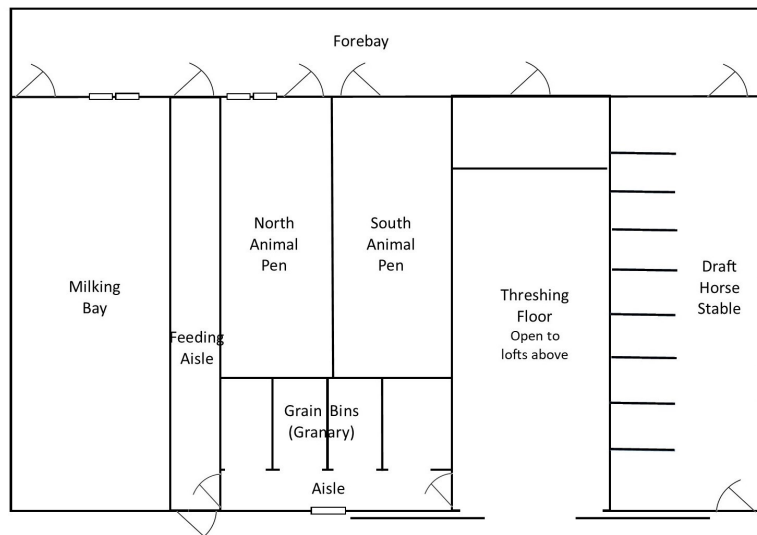 Forebay
North
Animal
Pen
South
Animal
Pen
Milking
Bay
Feeding
Aisle
Threshing
Floor
Open to
lofts above
Draft
Horse
Stable
Grain Bins
(Granary)
Aisle